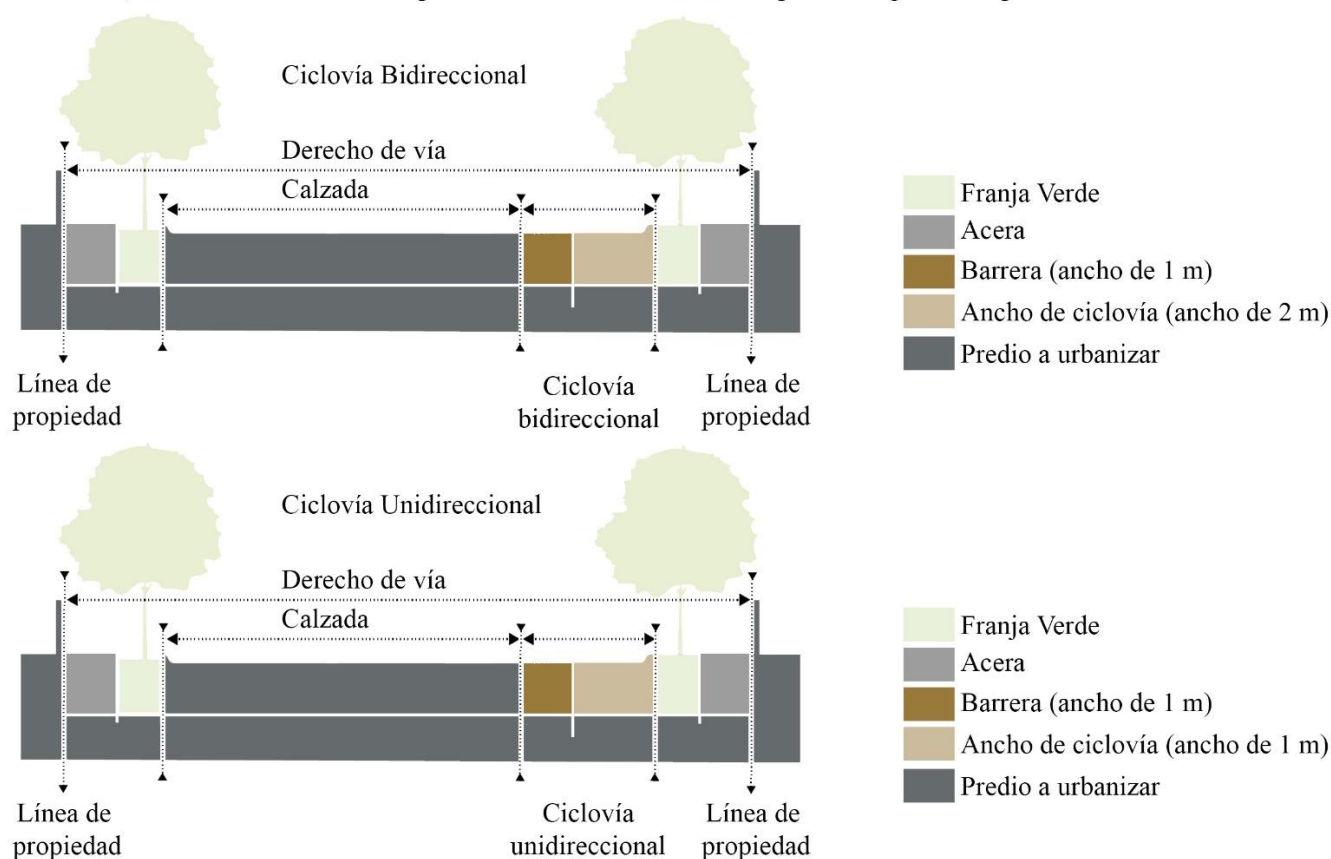 Ciclovía Bidireccional
Derecho de vía
Calzada
Línea de
propiedad
Ciclovía
bidireccional
Línea de
propiedad
Franja Verde
Acera
Barrera (ancho de 1 m)
Ancho de ciclovía (ancho de 2 m)
Predio a urbanizar
Ciclovía Unidireccional
Derecho de vía
Calzada
Línea de
propiedad
Ciclovía
unidireccional
Línea de
propiedad
Franja Verde
Acera
Barrera (ancho de 1 m)
Ancho de ciclovía (ancho de 1 m)
Predio a urbanizar